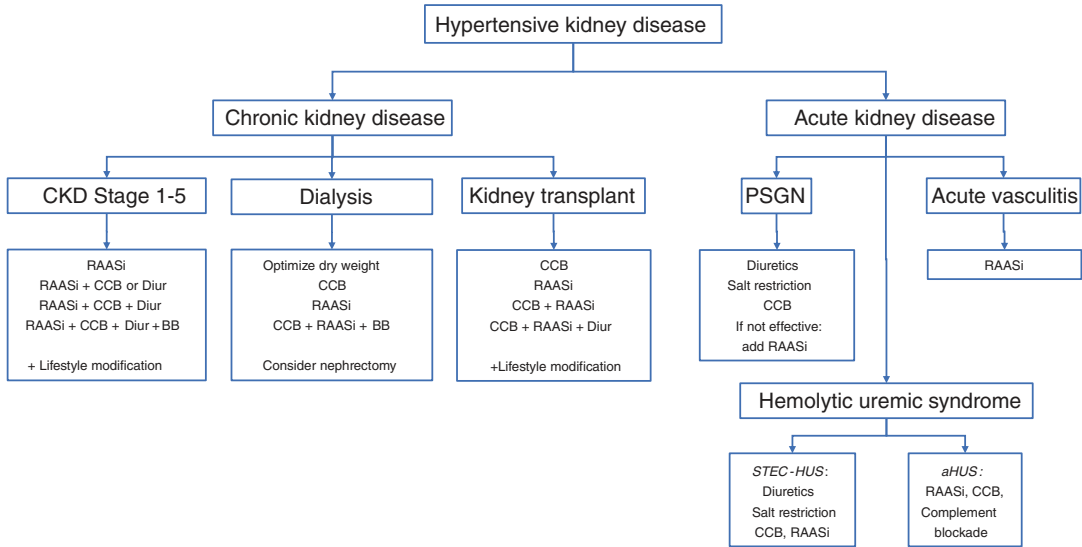 Hypertensive kidney disease
Chronic kidney disease
Acute kidney disease
CKD Stage 1-5
Dialysis
Kidney transplant
PSGN
Acute vasculitis
RAASi
RAASi + CCB or Diur
RAASi + CCB + Diur
RAASi + CCB + Diur + BB
+ Lifestyle modification
Optimize dry weight
CCB
RAASi
CCB + RAASi + BB
Consider nephrectomy
CCB
RAASi
CCB + RAASi
CCB + RAASi + Diur
+Lifestyle modification
Diuretics
Salt restriction
CCB
If not effective:
add RAASi
RAASi
Hemolytic uremic syndrome
STEC-HUS:
Diuretics
Salt restriction
CCB, RAASi
aHUS:
RAASi, CCB,
Complement
blockade